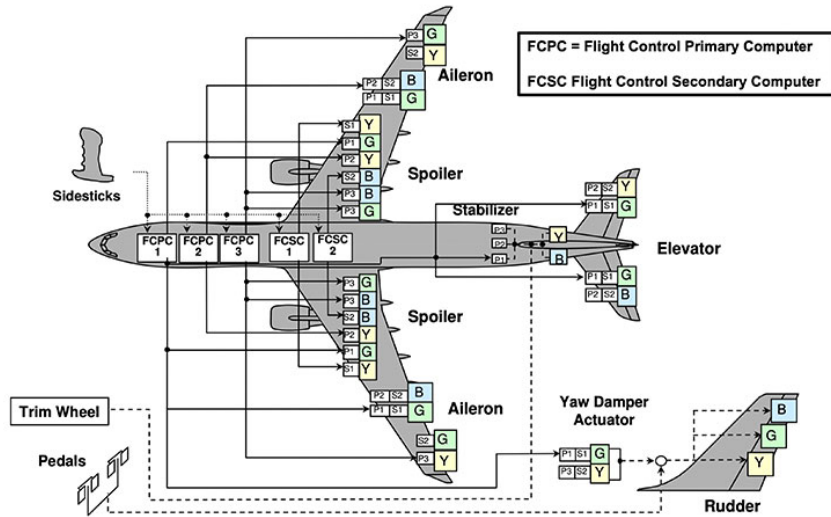 P3 G
S2 Y
Aileron
P2 S2 B
P1 S1 G
FCPC = Flight Control Primary Computer
FCSC Flight Control Secondary Computer
S1 Y
P1 G
P2 Y
S2 B
P3 B
P3 G
Spoiler
Sidesticks
Stabilizer
P2 S2 Y
P1 S1 G
Elevator
FCPC 1
FCPC 2
FCPC 3
FCSC 1
FCSC 2
P3
P2
P1
Y
B
P1 S1 G
P2 S2 B
P3 G
P3 B
S2 B
P2 Y
P1 G
S1 Y
Spoiler
P2 S2 B
P1 S1 G
Aileron
S2 G
P3 Y
Trim Wheel
Pedals
Yaw Damper
Actuator
P1 S1 G
P3 S2 Y
B
G
Y
Rudder